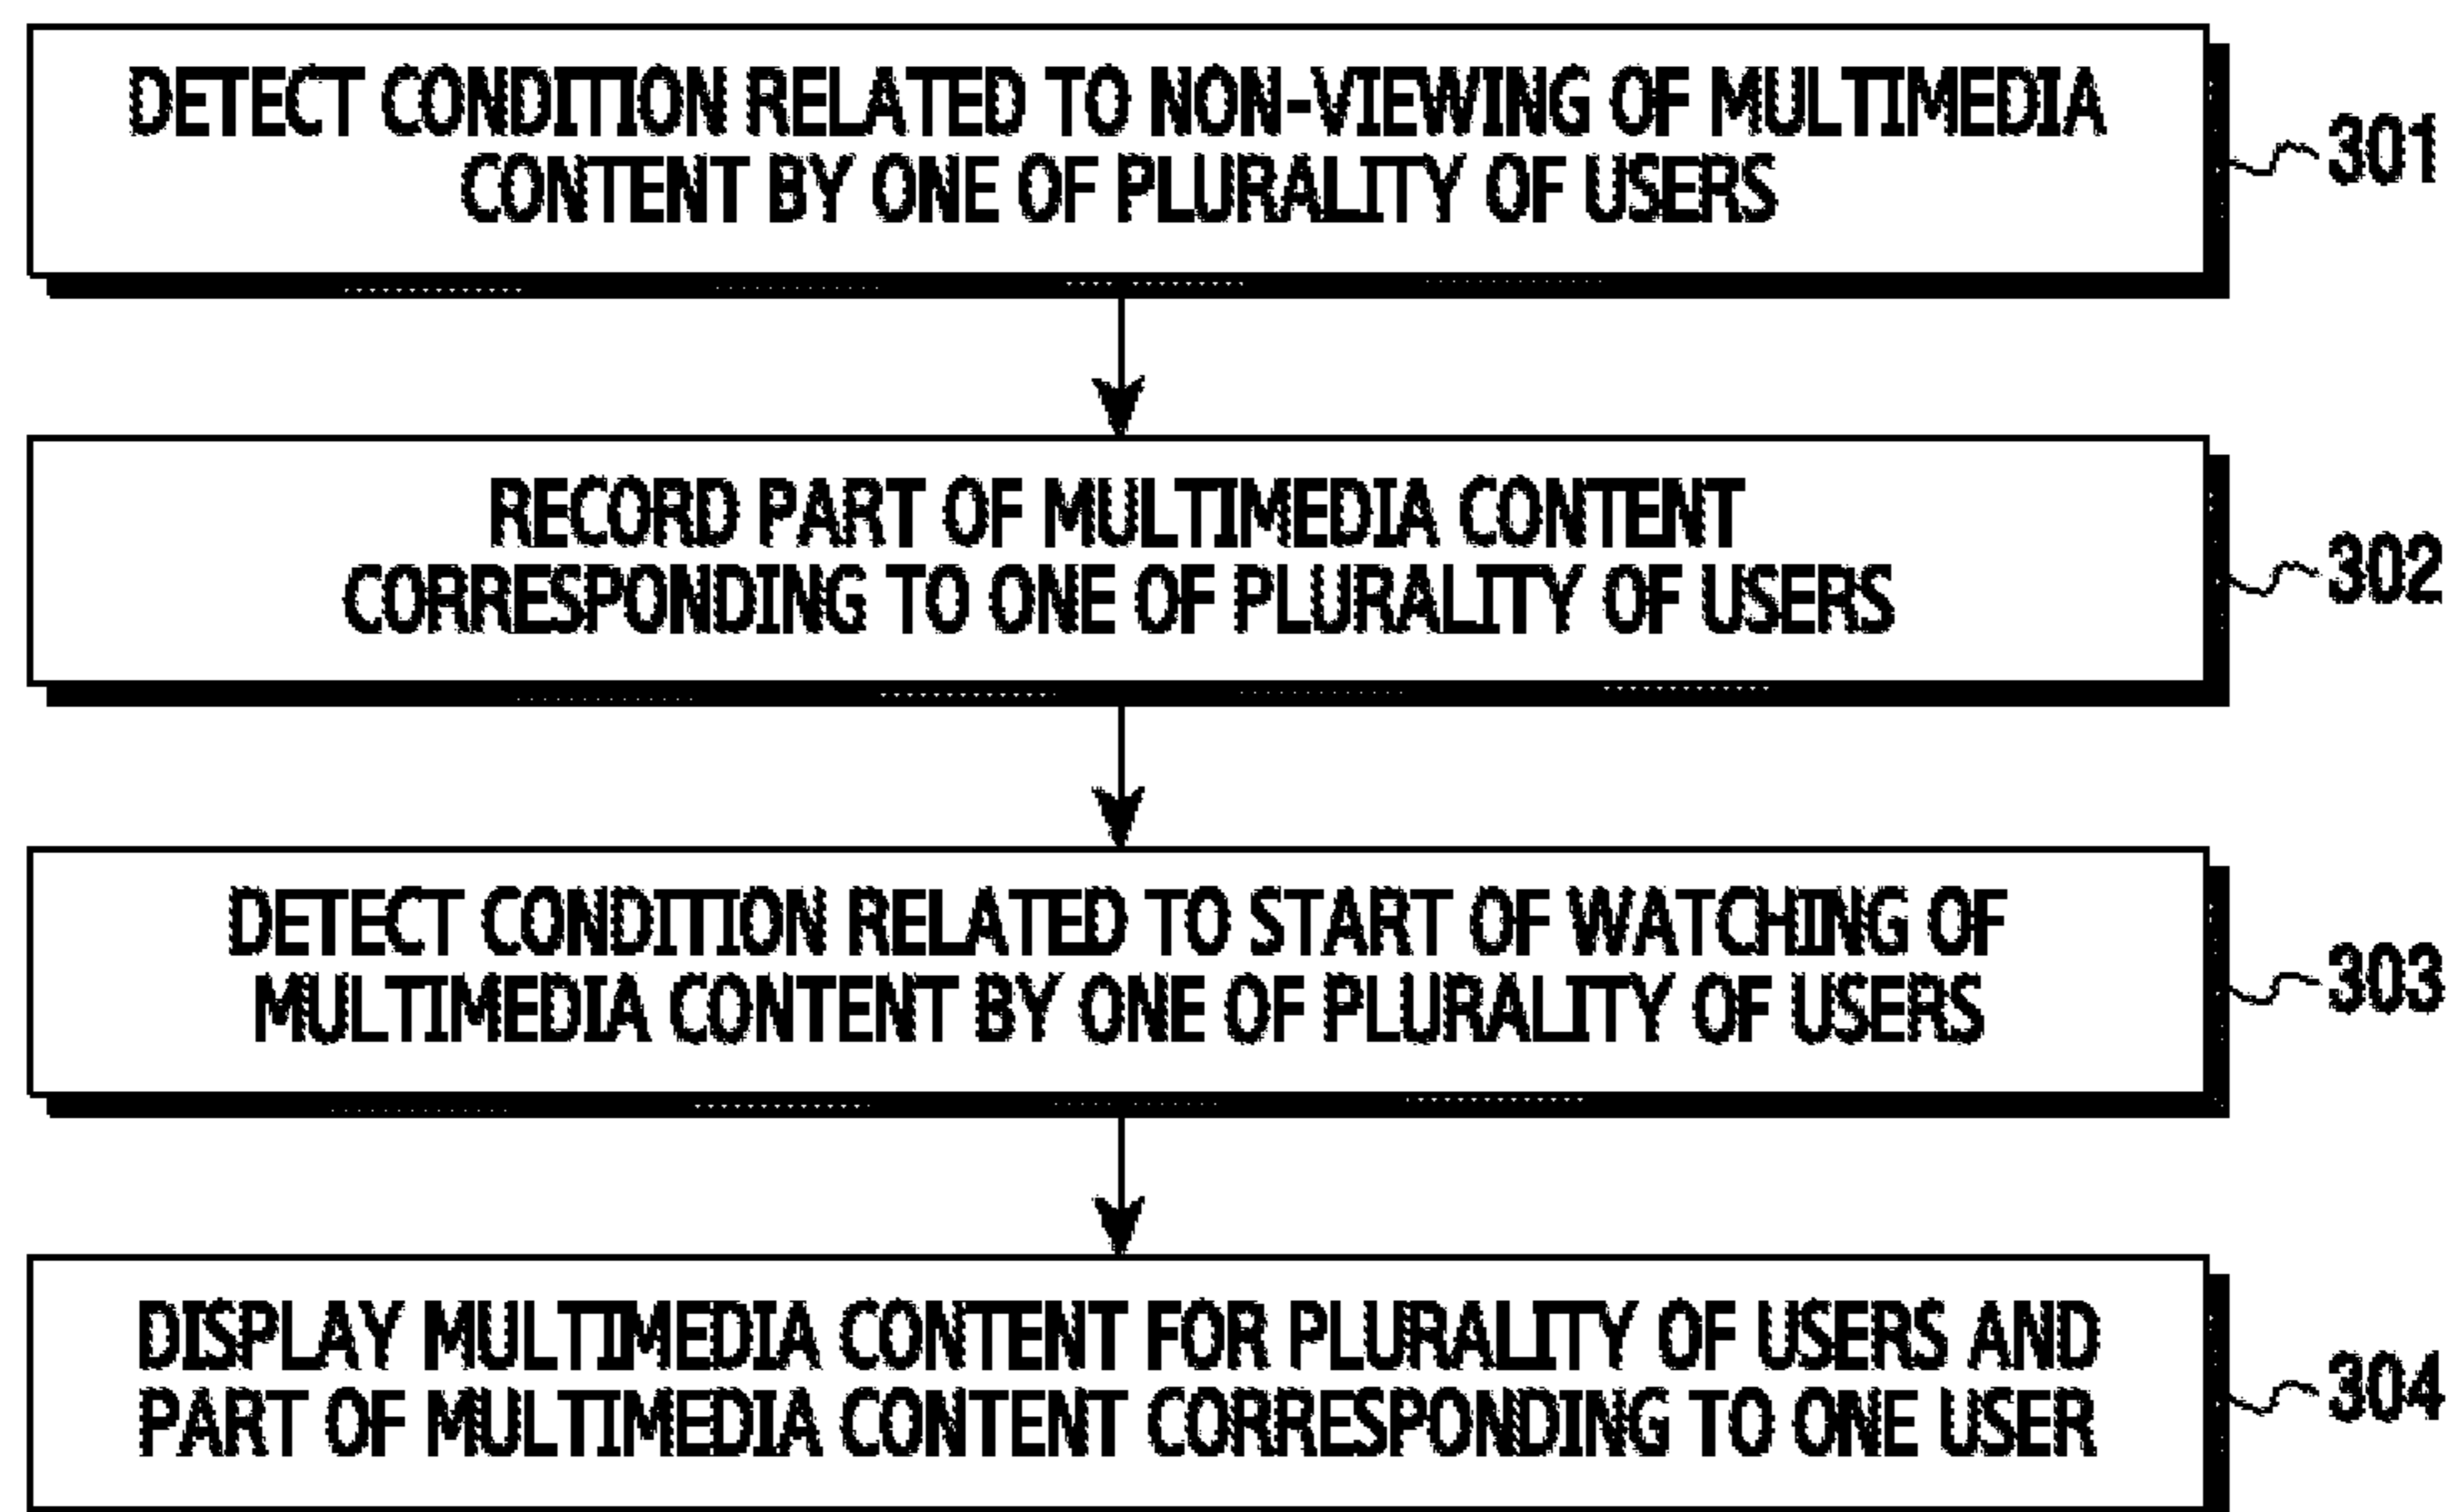 DETECT CONDITION RELATED TO NON-VIEWING OF MULTIMEDIA
CONTENT BY ONE OF PLURALITY OF USERS
301
RECORD PART OF MULTIMEDIA CONTENT
CORRESPONDING TO ONE OF PLURALITY OF USERS
302
DETECT CONDITION RELATED TO START OF WATCHING OF
MULTIMEDIA CONTENT BY ONE OF PLURALITY OF USERS
303
DISPLAY MULTIMEDIA CONTENT FOR PLURALITY OF USERS AND
PART OF MULTIMEDIA CONTENT CORRESPONDING TO ONE USER
304